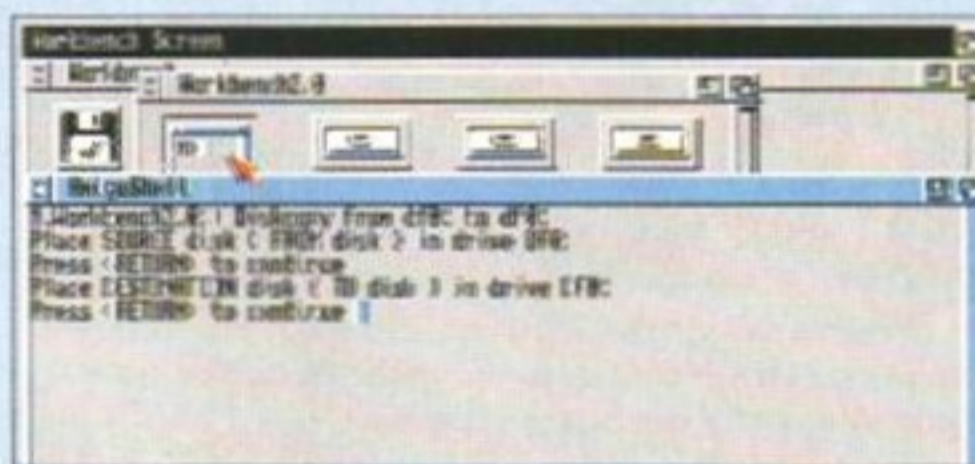 Workbench Screen
Workbench2.0
AmigaShell
1.Workbench2.0:> Diskcopy from df0: to df0:
Place SOURCE disk ( FROM disk ) in drive DF0:
Press <RETURN> to continue
Place DESTINATION disk ( TO disk ) in drive DF0:
Press <RETURN> to continue